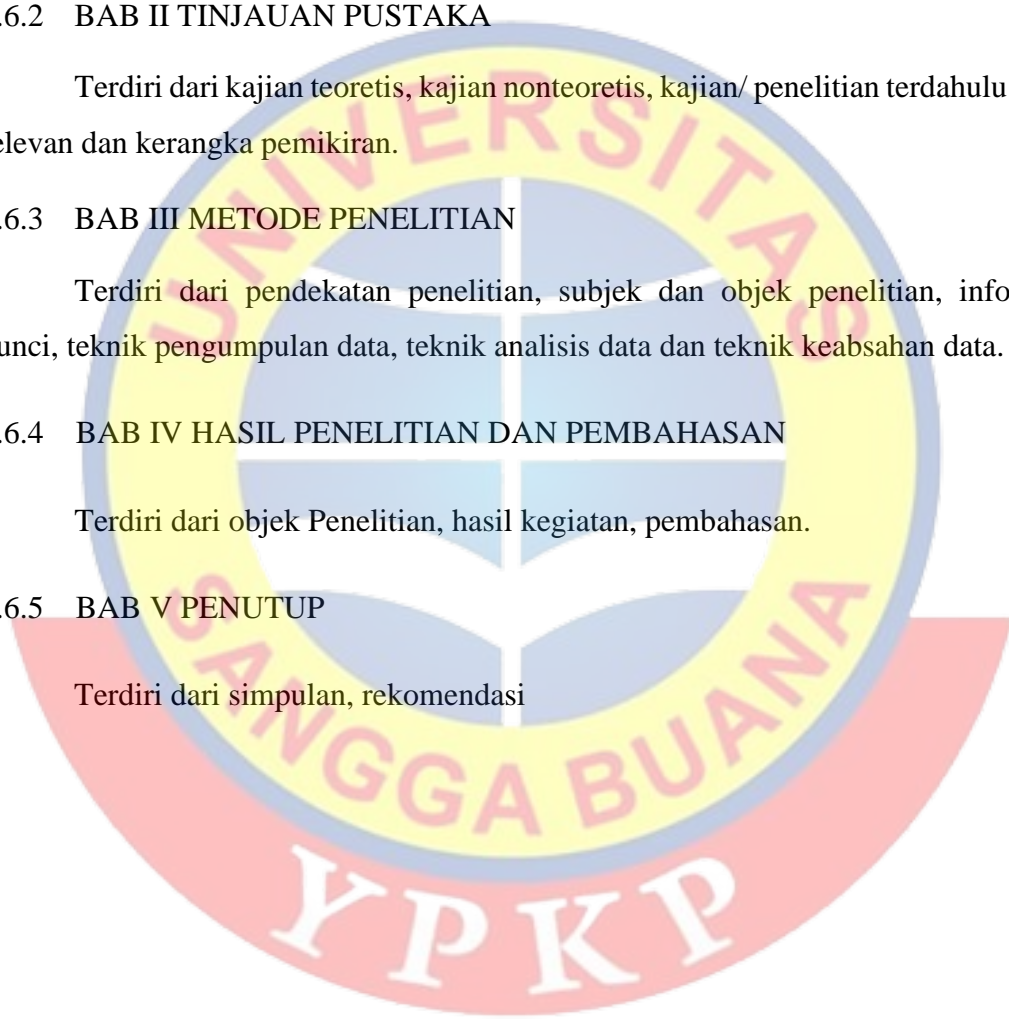 .6.2 BAB II TINJAUAN PUSTAKA
Terdiri dari kajian teoretis, kajian nonteoretis, kajian/ penelitian terdahulu
elevan dan kerangka pemikiran.
.6.3 BAB III METODE PENELITIAN
Terdiri dari pendekatan penelitian, subjek dan objek penelitian, info
unci, teknik pengumpulan data, teknik analisis data dan teknik keabsahan data.
.6.4 BAB IV HASIL PENELITIAN DAN PEMBAHASAN
Terdiri dari objek Penelitian, hasil kegiatan, pembahasan.
.6.5 BAB V PENUTUP
Terdiri dari simpulan, rekomendasi
UNIVERSITAS
SANGGA BUANA
YPKP